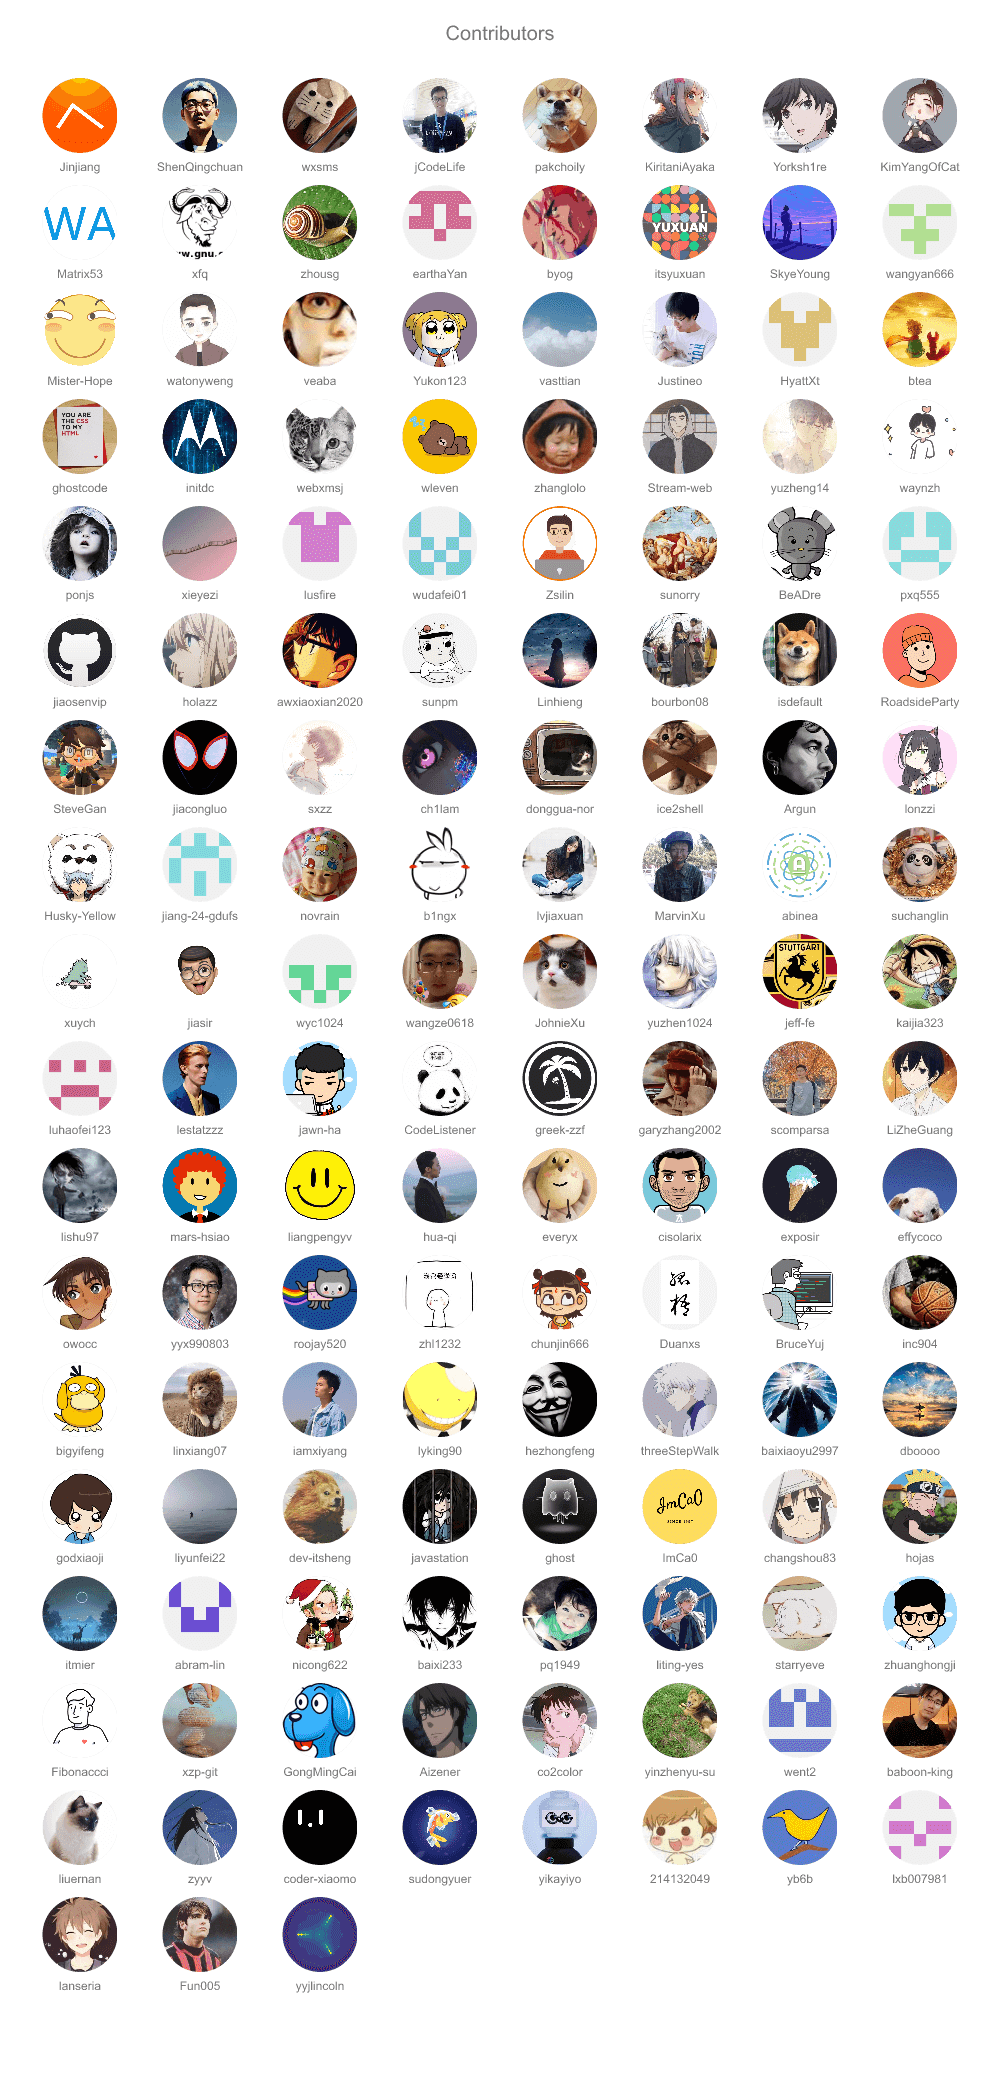 Contributors
Jinjiang
ShenQingchuan
wxsms
jCodeLife
pakchoily
KiritaniAyaka
Yorksh1re
KimYangOfCat
WA
Matrix53
xfq
zhousg
earthaYan
byog
YUXUAN
itsyuxuan
SkyeYoung
wangyan666
Mister-Hope
watonyweng
veaba
Yukon123
vasttian
Justineo
HyattXt
btea
YOU ARE
THE CSS
TO MY
HTML
ghostcode
initdc
webxmsj
wleven
zhanglolo
Stream-web
yuzheng14
waynzh
ponjs
xieyezi
lusfire
wudafei01
Zsilin
sunorry
BeADre
pxq555
jiaosenvip
holazz
awxiaoxian2020
sunpm
Linhieng
bourbon08
isdefault
RoadsideParty
SteveGan
jiacongluo
sxzz
ch1lam
donggua-nor
ice2shell
Argun
lonzzi
Husky-Yellow
jiang-24-gdufs
novrain
b1ngx
lvjiaxuan
MarvinXu
abinea
suchanglin
xuych
jiasir
wyc1024
wangze0618
JohnieXu
yuzhen1024
STUTTGART
jeff-fe
kaijia323
luhaofei123
lestatzzz
jawn-ha
CodeListener
greek-zzf
garyzhang2002
scomparsa
LiZheGuang
lishu97
mars-hsiao
liangpengyv
hua-qi
everyx
cisolarix
exposir
effycoco
owocc
yyx990803
roojay520
zhl1232
chunjin666
Duanxs
BruceYuj
inc904
bigyifeng
linxiang07
iamxiyang
lyking90
hezhongfeng
threeStepWalk
baixiaoyu2997
dboooo
godxiaoji
liyunfei22
dev-itsheng
javastation
ghost
JmCaO
ImCa0
changshou83
hojas
itmier
abram-lin
nicong622
baixi233
pq1949
liting-yes
starryeve
zhuanghongji
Fibonaccci
xzp-git
GongMingCai
Aizener
co2color
yinzhenyu-su
went2
baboon-king
liuernan
zyyv
coder-xiaomo
sudongyuer
yikayiyo
214132049
yb6b
lxb007981
lanseria
Fun005
yyjlincoln